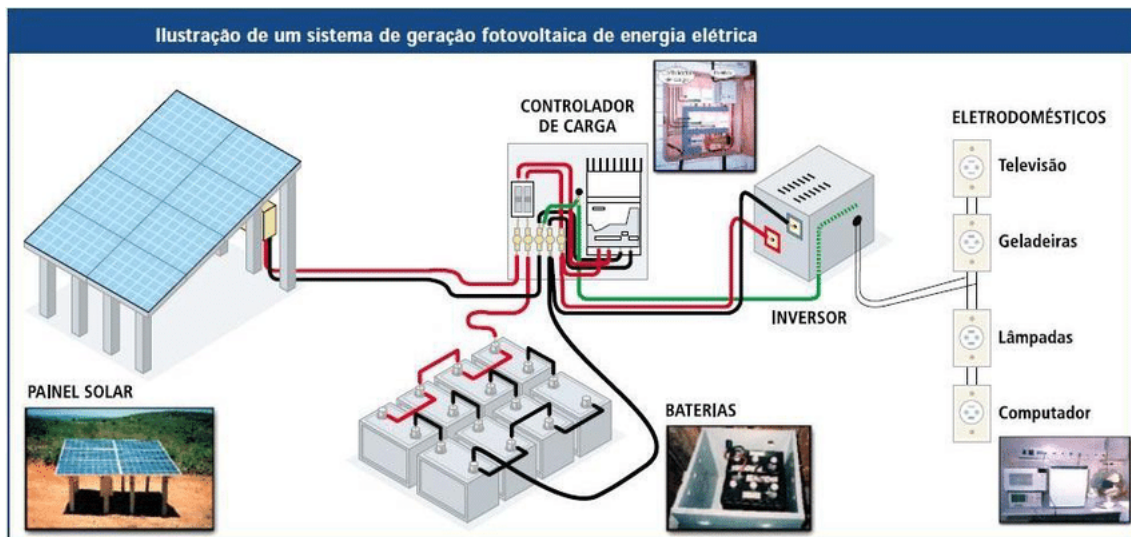 Ilustração de um sistema de geração fotovoltaica de energia elétrica
CONTROLADOR
DE CARGA
ELETRODOMÉSTICOS
Televisão
Geladeiras
INVERSOR
Lâmpadas
PAINEL SOLAR
BATERIAS
Computador